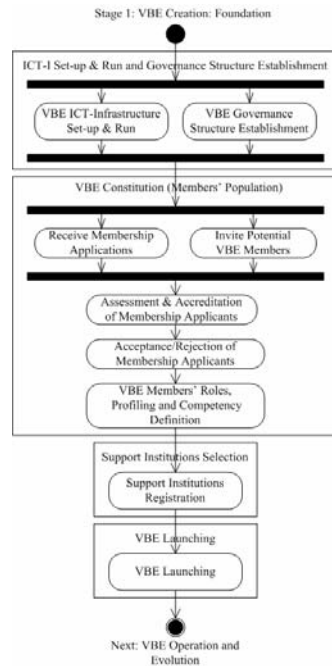 Stage 1: VBE Creation: Foundation
ICT-I Set-up & Run and Governance Structure Establishment
VBE ICT-Infrastructure
Set-up & Run
VBE Governance
Structure Establishment
VBE Constitution (Members' Population)
Receive Membership
Applications
Invite Potential
VBE Members
Assessment & Accreditation
of Membership Applicants
Acceptance/Rejection of
Membership Applicants
VBE Members' Roles,
Profiling and Competency
Definition
Support Institutions Selection
Support Institutions
Registration
VBE Launching
VBE Launching
Next: VBE Operation and
Evolution